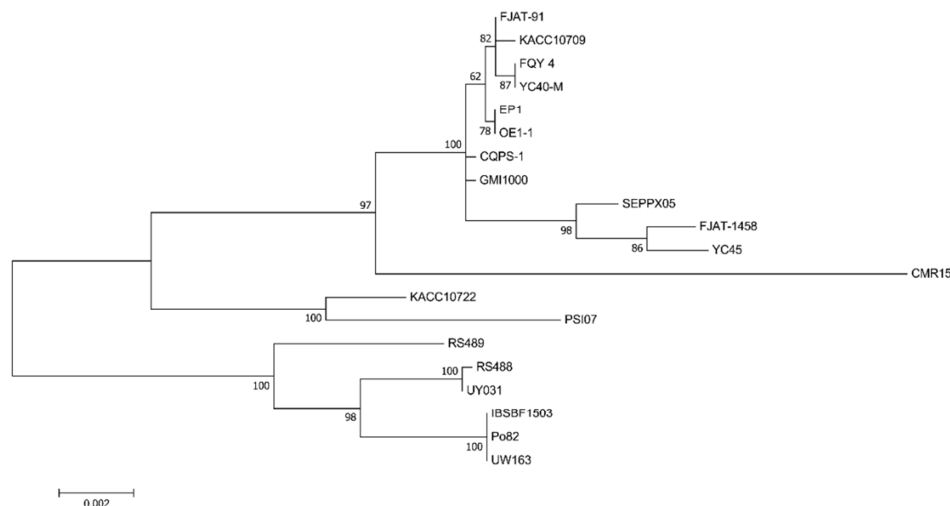 FJAT-91
82
KACC10709
FQY 4
62
87
YC40-M
EP1
78
OE1-1
100
CQPS-1
GMI1000
SEPPX05
97
98
FJAT-1458
86
YC45
CMR15
KACC10722
100
PSI07
RS489
100
RS488
100
UY031
98
IBSBF1503
Po82
100
UW163
0.002